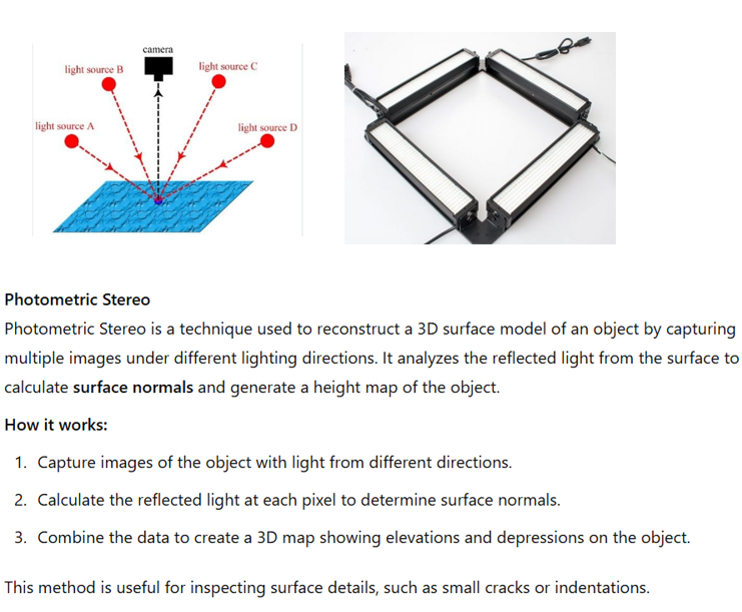 camera
light source B
light source C
light source A
light source D
Photometric Stereo
Photometric Stereo is a technique used to reconstruct a 3D surface model of an object by capturing
multiple images under different lighting directions. It analyzes the reflected light from the surface to
calculate surface normals and generate a height map of the object.
How it works:
1. Capture images of the object with light from different directions.
2. Calculate the reflected light at each pixel to determine surface normals.
3. Combine the data to create a 3D map showing elevations and depressions on the object.
This method is useful for inspecting surface details, such as small cracks or indentations.